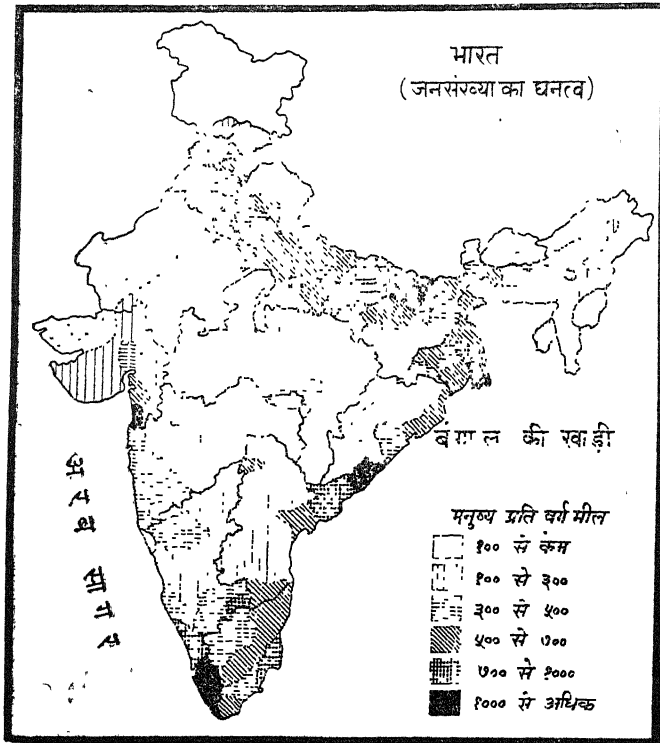 भारत
(जनसंख्या का घनत्व)
बंगाल की खाड़ी
अरब सागर
मनुष्य प्रति वर्ग मील
१०० सें कंम
१०० से ३००
३०० सें ५००
५०० से ७००
७०० से १०००
१००० सं अधिक